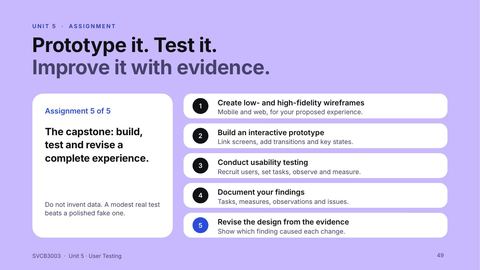 UNIT 5 · ASSIGNMENT
Prototype it. Test it.
Improve it with evidence.
Assignment 5 of 5
The capstone: build,
test and revise a
complete experience.
Do not invent data. A modest real test
beats a polished fake one.
1
Create low- and high-fidelity wireframes
Mobile and web, for your proposed experience.
2
Build an interactive prototype
Link screens, add transitions and key states.
3
Conduct usability testing
Recruit users, set tasks, observe and measure.
4
Document your findings
Tasks, measures, observations and issues.
5
Revise the design from the evidence
Show which finding caused each change.
SVCB3003 · Unit 5 · User Testing
49